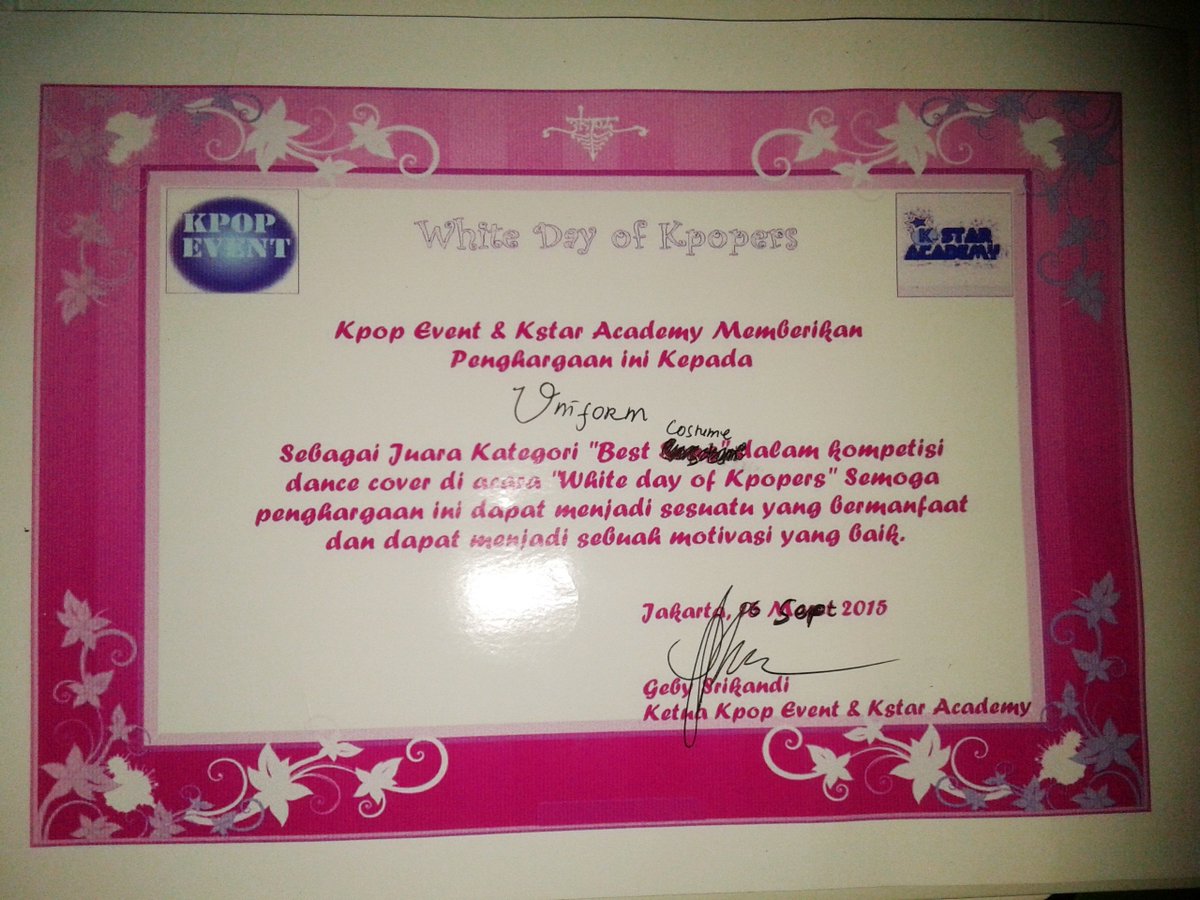 KPOP
EVENT
White Day of Kpopers
K STAR
ACADEMY
Kpop Event & Kstar Academy Memberikan
Penghargaan ini Kepada
Uniform
Costume
Sebagai Juara Kategori "Best " dalam kompetisi
dance cover di acara "White day of Kpopers" Semoga
penghargaan ini dapat menjadi sesuatu yang bermanfaat
dan dapat menjadi sebuah motivasi yang baik.
Jakarta, 06 Sept 2015
Geby Srikandi
Ketua Kpop Event & Kstar Academy